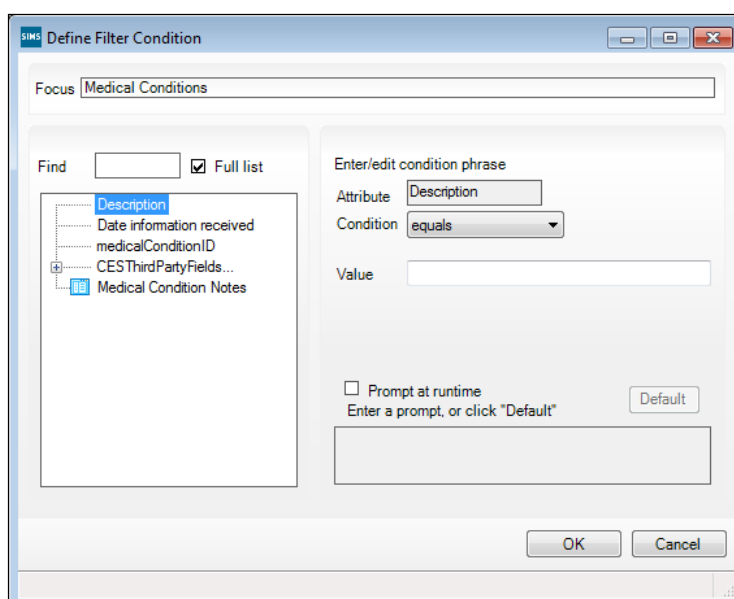 SIMS Define Filter Condition
Focus Medical Conditions
Find Full list
Description
Date information received
medicalConditionID
CESThirdPartyFields...
Medical Condition Notes
Enter/edit condition phrase
Attribute Description
Condition equals
Value
Prompt at runtime
Enter a prompt, or click "Default"
Default
OK Cancel